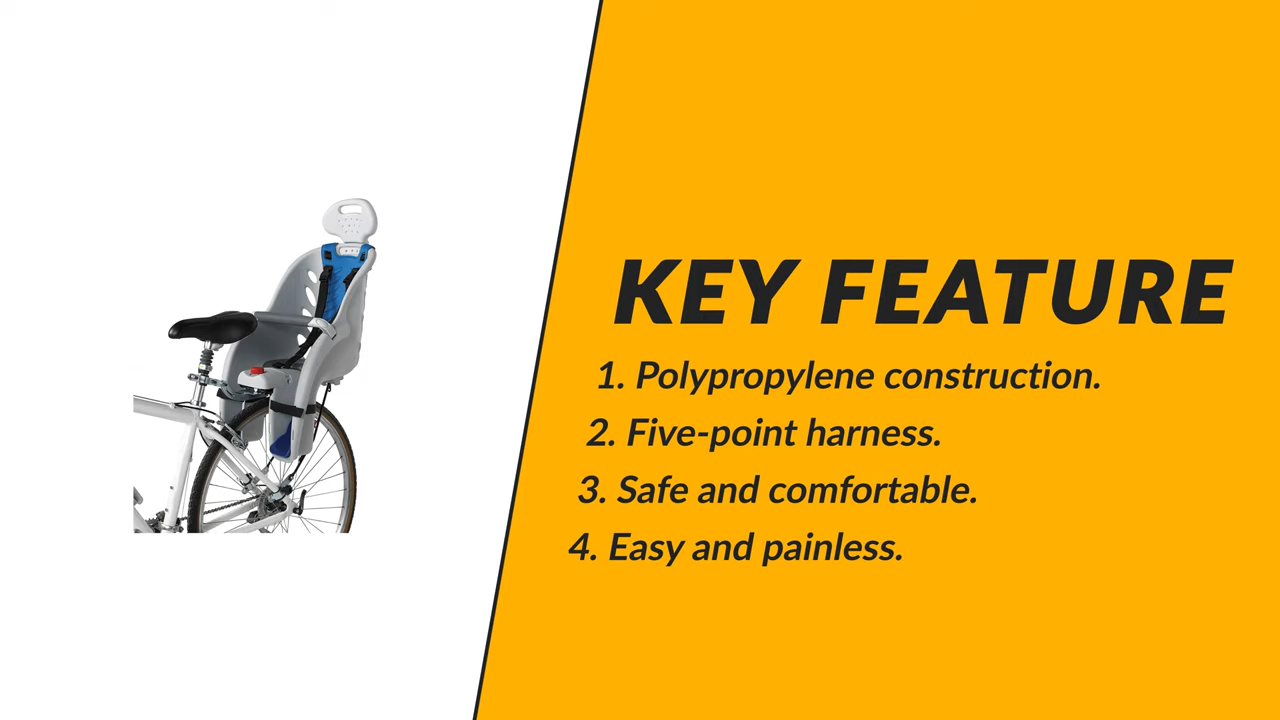 KEY FEATURE
1. Polypropylene construction.
2. Five-point harness.
3. Safe and comfortable.
4. Easy and painless.